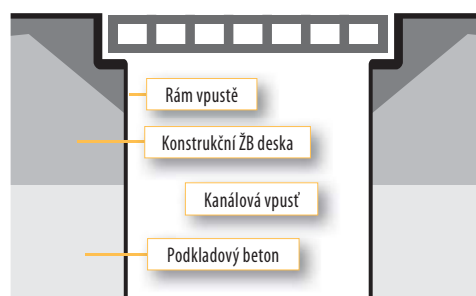 Rám vpustě
Konstrukční ŽB deska
Kanálová vpusť
Podkladový beton